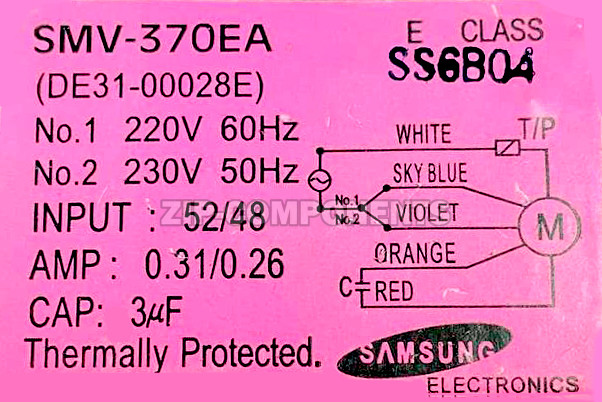 SMV-370EA
(DE31-00028E)
No.1 220V 60Hz
No.2 230V 50Hz
INPUT : 52/48
AMP : 0.31/0.26
CAP: 3μF
Thermally Protected.
E CLASS
SS6B04
WHITE
T/P
SKY BLUE
No.1
No.2
VIOLET
M
ORANGE
C
RED
SAMSUNG
ELECTRONICS